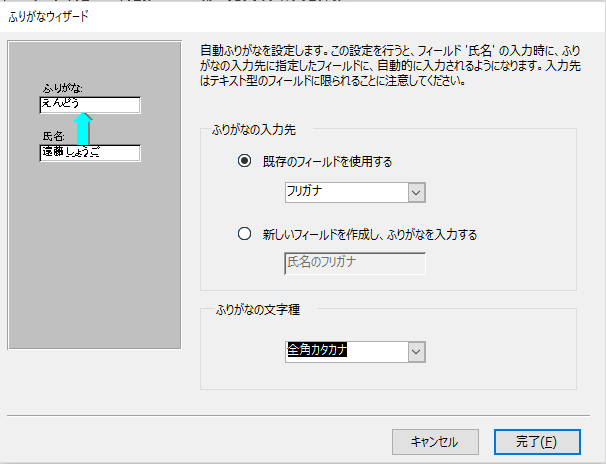 ふりがなウィザード
自動ふりがなを設定します。この設定を行うと、フィールド '氏名' の入力時に、ふり
がなの入力先に指定したフィールドに、自動的に入力されるようになります。入力先
はテキスト型のフィールドに限られることに注意してください。
ふりがな:
えんどう
氏名:
遠藤しょうご
ふりがなの入力先
既存のフィールドを使用する
フリガナ
新しいフィールドを作成し、ふりがなを入力する
氏名のフリガナ
ふりがなの文字種
全角カタカナ
キャンセル
完了(F)